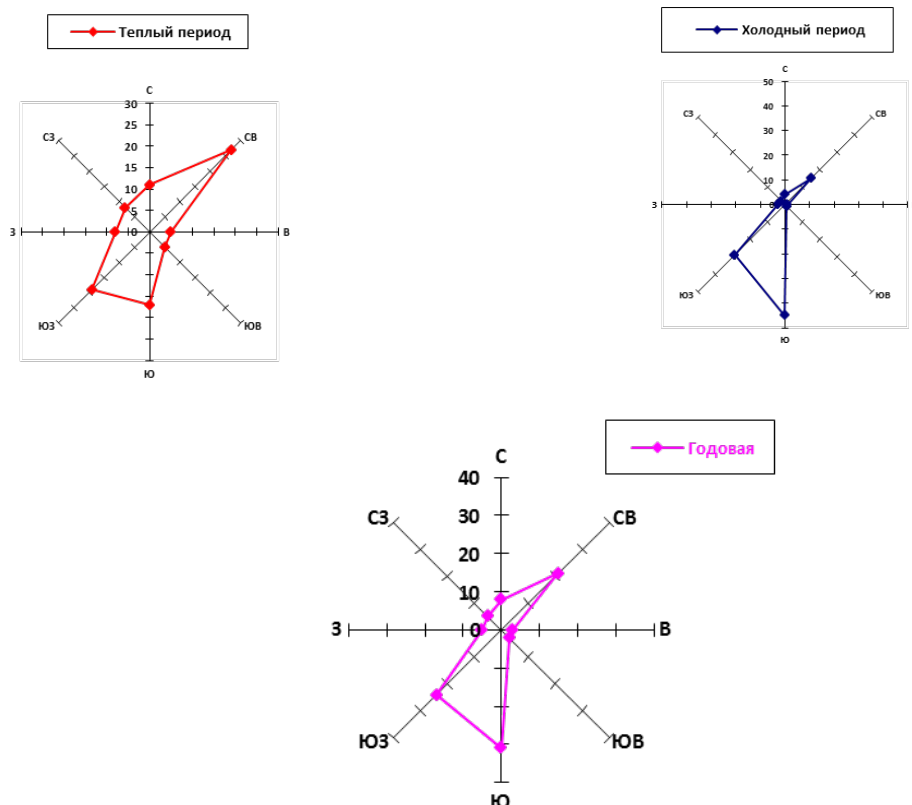 Теплый период
С
30
СЗ
СВ
25
20
15
10
5
З
0
В
ЮЗ
ЮВ
Ю
Холодный период
С
50
СЗ
СВ
40
30
20
10
З
0
В
ЮЗ
ЮВ
Ю
Годовая
С
40
СЗ
СВ
30
20
10
З
0
В
ЮЗ
ЮВ
Ю